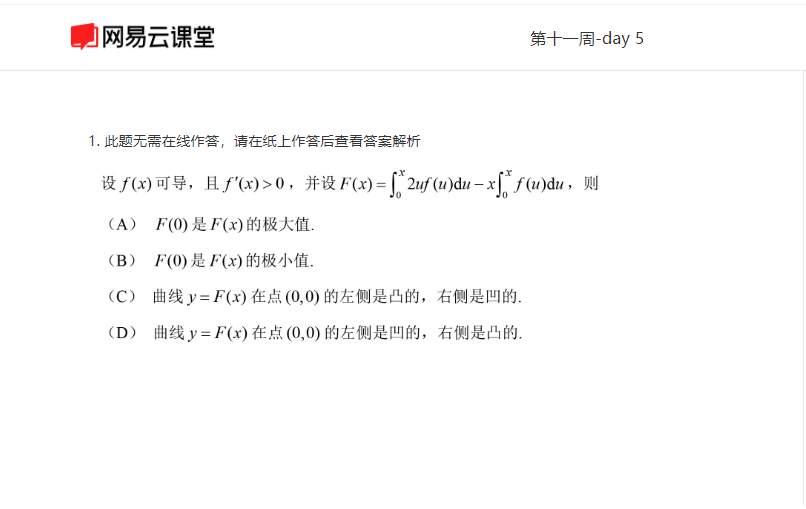 网易云课堂
第十一周-day 5
1. 此题无需在线作答，请在纸上作答后查看答案解析
设 f(x) 可导，且 f′(x)>0，并设 F(x)=∫₀ˣ 2uf(u)du−x∫₀ˣ f(u)du，则
（A） F(0) 是 F(x) 的极大值.
（B） F(0) 是 F(x) 的极小值.
（C） 曲线 y=F(x) 在点 (0,0) 的左侧是凸的，右侧是凹的.
（D） 曲线 y=F(x) 在点 (0,0) 的左侧是凹的，右侧是凸的.